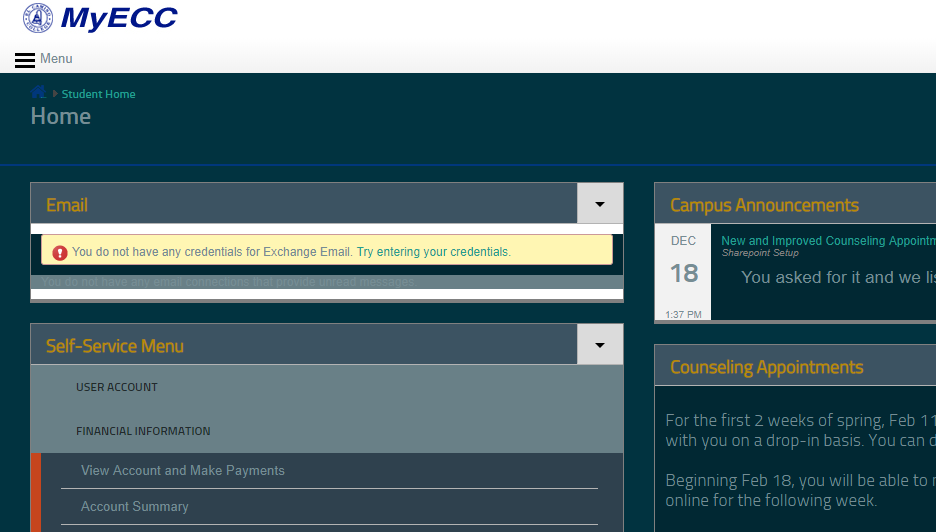 EL CAMINO COLLEGE
MyECC
Menu
Student Home
Home
Email
You do not have any credentials for Exchange Email. Try entering your credentials.
You do not have any email connections that provide unread messages.
Self-Service Menu
USER ACCOUNT
FINANCIAL INFORMATION
View Account and Make Payments
Account Summary
Campus Announcements
DEC
18
1:37 PM
New and Improved Counseling Appointm
Sharepoint Setup
You asked for it and we lis
Counseling Appointments
For the first 2 weeks of spring, Feb 11
with you on a drop-in basis. You can d
Beginning Feb 18, you will be able to
online for the following week.